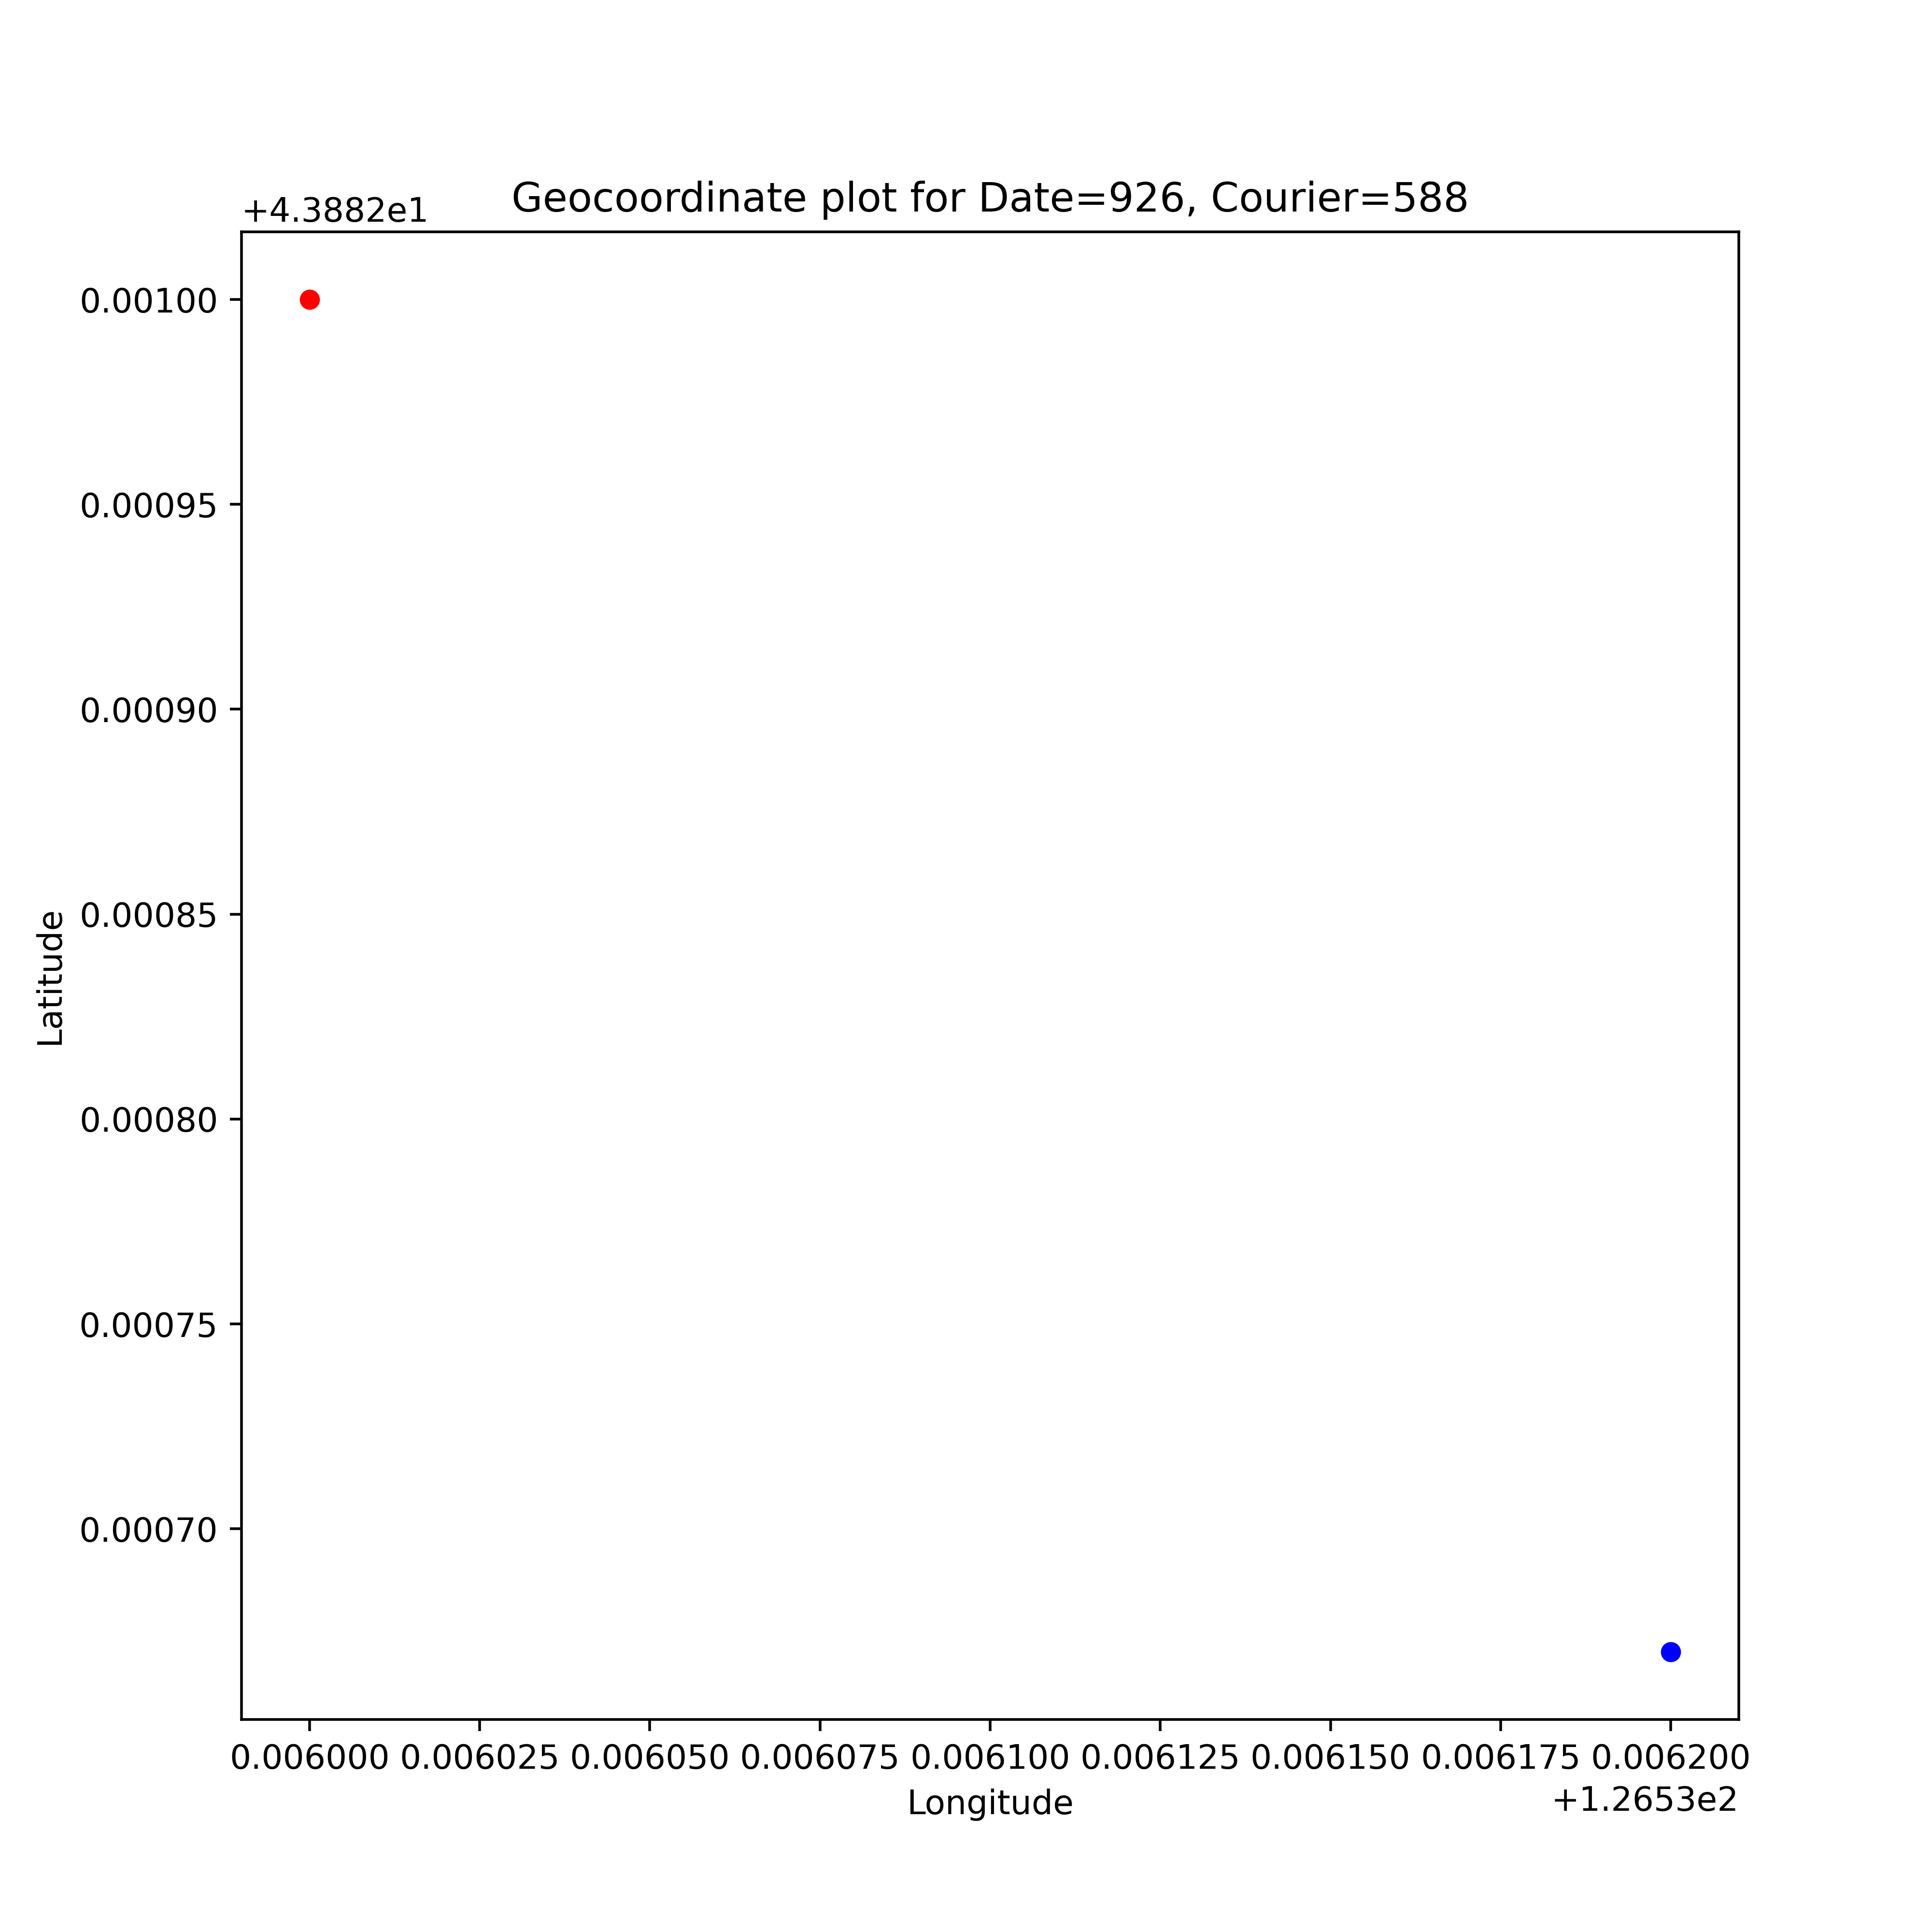 Geocoordinate plot for Date=926, Courier=588
+4.3882e1
0.00100
0.00095
0.00090
0.00085
0.00080
0.00075
0.00070
Latitude
0.006000 0.006025 0.006050 0.006075 0.006100 0.006125 0.006150 0.006175 0.006200
+1.2653e2
Longitude